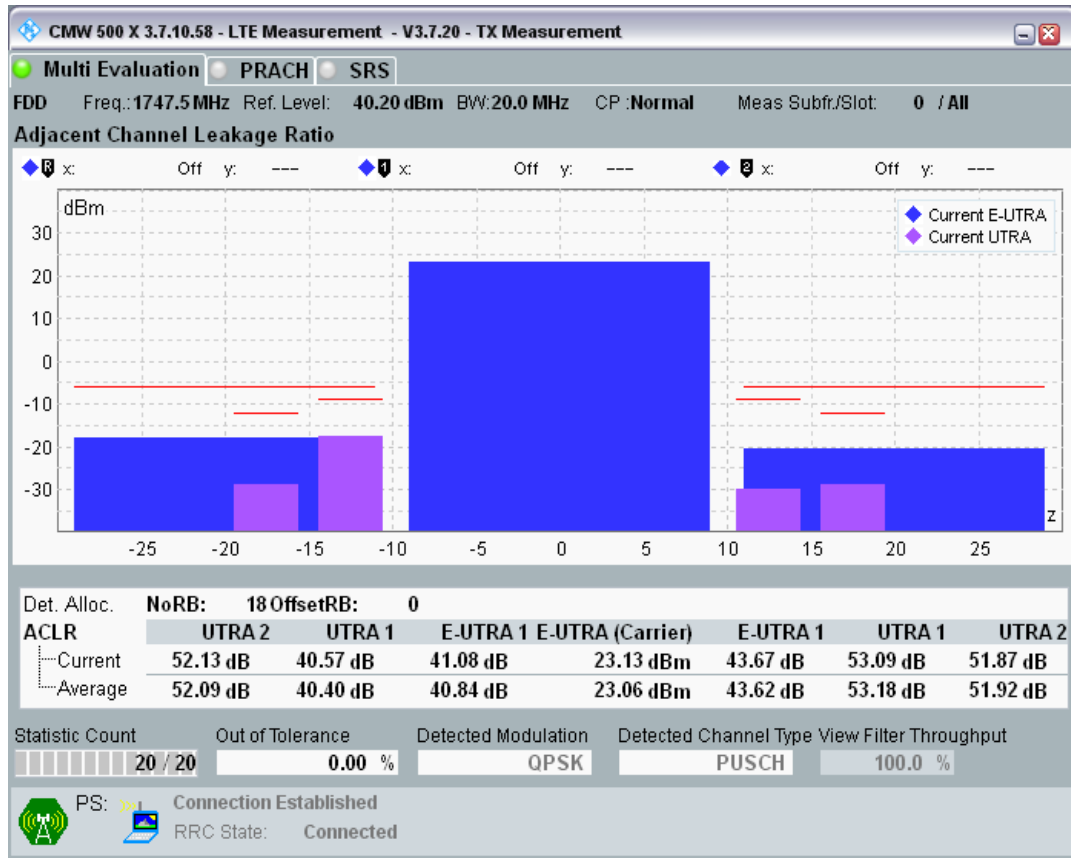 CMW 500 X 3.7.10.58 - LTE Measurement - V3.7.20 - TX Measurement
Multi Evaluation PRACH SRS
FDD Freq.:1747.5 MHz Ref. Level: 40.20 dBm BW:20.0 MHz CP :Normal Meas Subfr./Slot: 0 / All
Adjacent Channel Leakage Ratio
R x: Off y: --- 1 x: Off y: --- 2 x: Off y: ---
dBm
Current E-UTRA
Current UTRA
30
20
10
0
-10
-20
-30
z
-25 -20 -15 -10 -5 0 5 10 15 20 25
Det. Alloc. NoRB: 18 OffsetRB: 0
ACLR UTRA 2 UTRA 1 E-UTRA 1 E-UTRA (Carrier) E-UTRA 1 UTRA 1 UTRA 2
Current 52.13 dB 40.57 dB 41.08 dB 23.13 dBm 43.67 dB 53.09 dB 51.87 dB
Average 52.09 dB 40.40 dB 40.84 dB 23.06 dBm 43.62 dB 53.18 dB 51.92 dB
Statistic Count Out of Tolerance Detected Modulation Detected Channel Type View Filter Throughput
20 / 20 0.00 % QPSK PUSCH 100.0 %
PS: Connection Established
RRC State: Connected